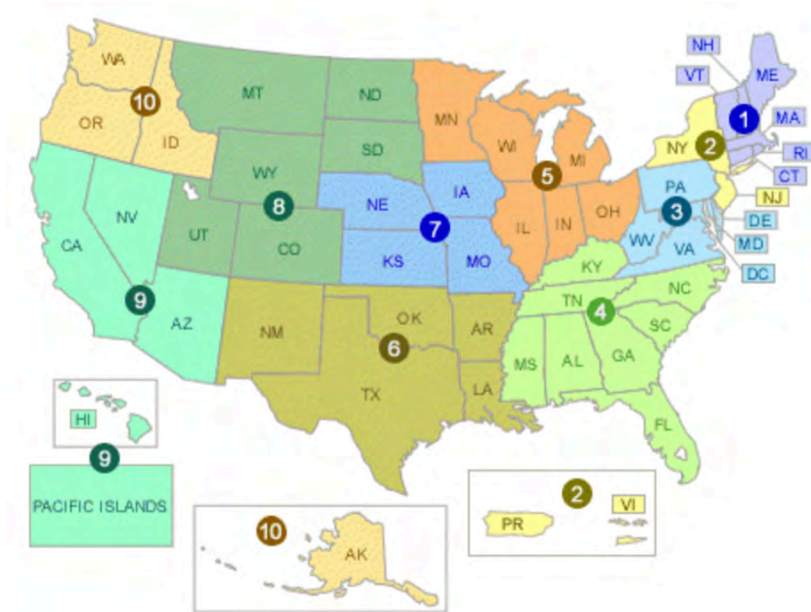 NH
WA
VT
ME
10
MT
ND
MN
1
MA
OR
ID
WI
NY
2
RI
SD
MI
CT
WY
5
PA
NJ
IA
NE
8
OH
3
DE
NV
IL
IN
WV
MD
UT
CO
7
VA
CA
KS
MO
KY
DC
NC
9
TN
4
AZ
NM
OK
AR
SC
6
MS
AL
GA
TX
LA
HI
FL
9
PACIFIC ISLANDS
2
VI
10
PR
AK